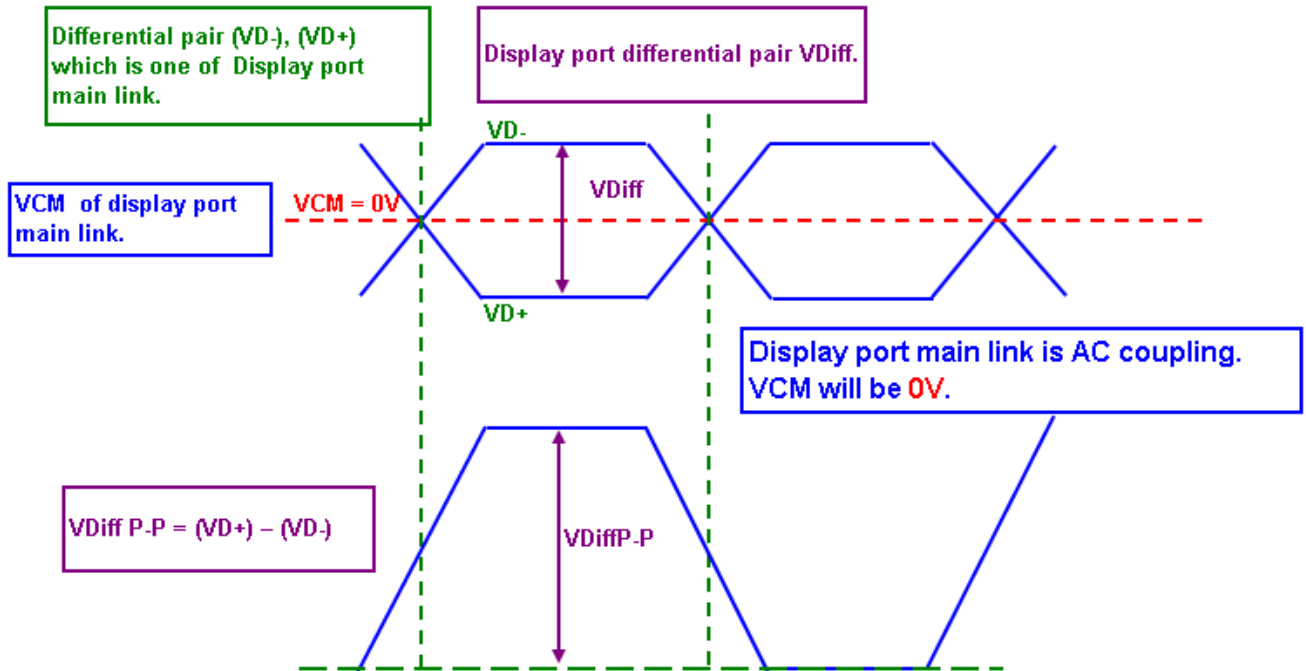 Differential pair (VD-), (VD+)
which is one of Display port
main link.
Display port differential pair VDiff.
VD-
VDiff
VCM of display port
main link.
VCM = 0V
VD+
Display port main link is AC coupling.
VCM will be 0V.
VDiff P-P = (VD+) – (VD-)
VDiffP-P